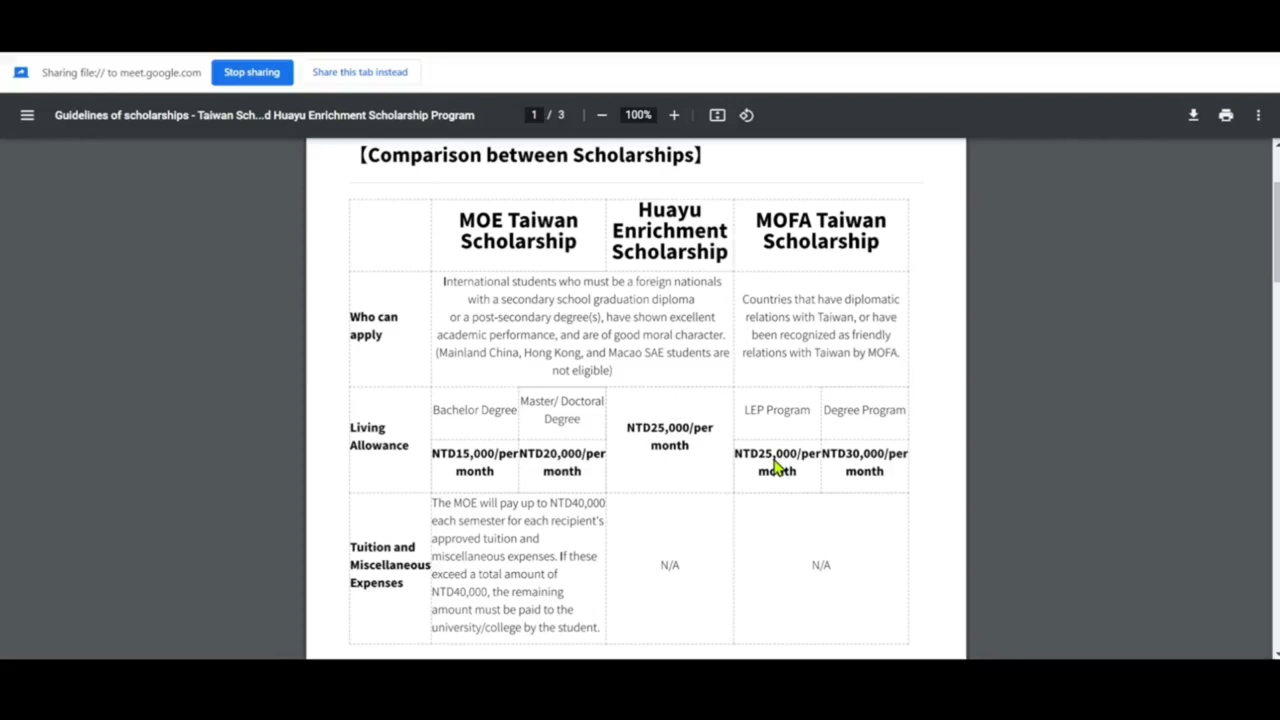 Sharing file:// to meet.google.com Stop sharing Share this tab instead
Guidelines of scholarships - Taiwan Sch...d Huayu Enrichment Scholarship Program 1 / 3 100%
【Comparison between Scholarships】
MOE Taiwan
Scholarship
Huayu
Enrichment
Scholarship
MOFA Taiwan
Scholarship
Who can
apply
International students who must be a foreign nationals
with a secondary school graduation diploma
or a post-secondary degree(s), have shown excellent
academic performance, and are of good moral character.
(Mainland China, Hong Kong, and Macao SAE students are
not eligible)
Countries that have diplomatic
relations with Taiwan, or have
been recognized as friendly
relations with Taiwan by MOFA.
Living
Allowance
Bachelor Degree
Master/ Doctoral
Degree
NTD15,000/per
month
NTD20,000/per
month
NTD25,000/per
month
LEP Program
Degree Program
NTD25,000/per
month
NTD30,000/per
month
Tuition and
Miscellaneous
Expenses
The MOE will pay up to NTD40,000
each semester for each recipient's
approved tuition and
miscellaneous expenses. If these
exceed a total amount of
NTD40,000, the remaining
amount must be paid to the
university/college by the student.
N/A
N/A